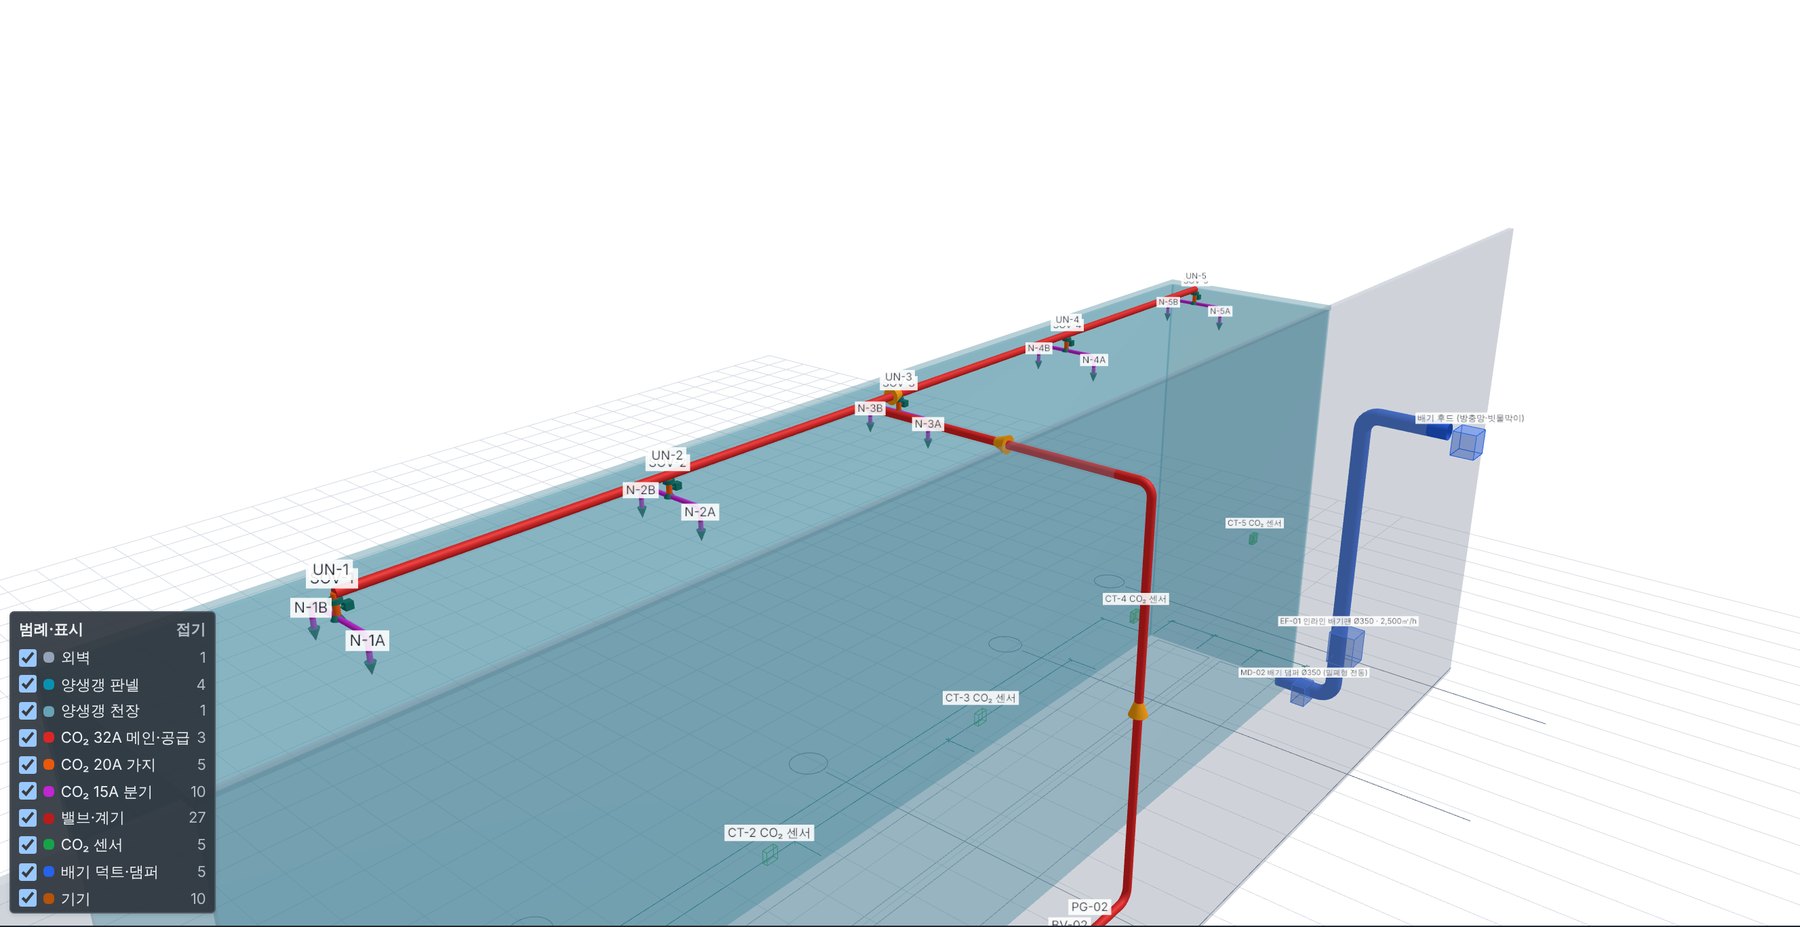 UN-5
N-5B
N-5A
UN-4
N-4B
N-4A
UN-3
N-3B
N-3A
배기 후드 (방충망·빗물막이)
UN-2
N-2B
N-2A
CT-5 CO₂ 센서
UN-1
N-1B
N-1A
CT-4 CO₂ 센서
EF-01 인라인 배기팬 Ø350 · 2,500㎥/h
MD-02 배기 댐퍼 Ø350 (밀폐형 전동)
CT-3 CO₂ 센서
CT-2 CO₂ 센서
PG-02
BV-02
범례·표시 접기
외벽 1
양생갱 판넬 4
양생갱 천장 1
CO₂ 32A 메인·공급 3
CO₂ 20A 가지 5
CO₂ 15A 분기 10
밸브·계기 27
CO₂ 센서 5
배기 덕트·댐퍼 5
기기 10